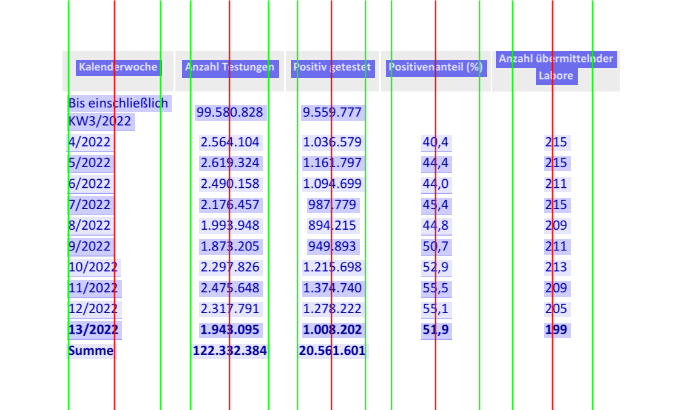 Kalenderwoche Anzahl Testungen Positiv getestet Positivenanteil (%) Anzahl übermittelnder
Labore
Bis einschließlich
KW3/2022 99.580.828 9.559.777
4/2022 2.564.104 1.036.579 40,4 215
5/2022 2.619.324 1.161.797 44,4 215
6/2022 2.490.158 1.094.699 44,0 211
7/2022 2.176.457 987.779 45,4 215
8/2022 1.993.948 894.215 44,8 209
9/2022 1.873.205 949.893 50,7 211
10/2022 2.297.826 1.215.698 52,9 213
11/2022 2.475.648 1.374.740 55,5 209
12/2022 2.317.791 1.278.222 55,1 205
13/2022 1.943.095 1.008.202 51,9 199
Summe 122.332.384 20.561.601